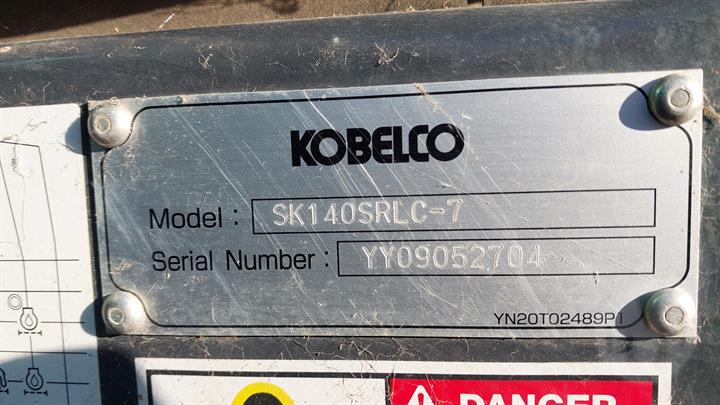 KOBELCO
Model : SK140SRLC-7
Serial Number : YY09052704
YN20T02489P1
DANGER